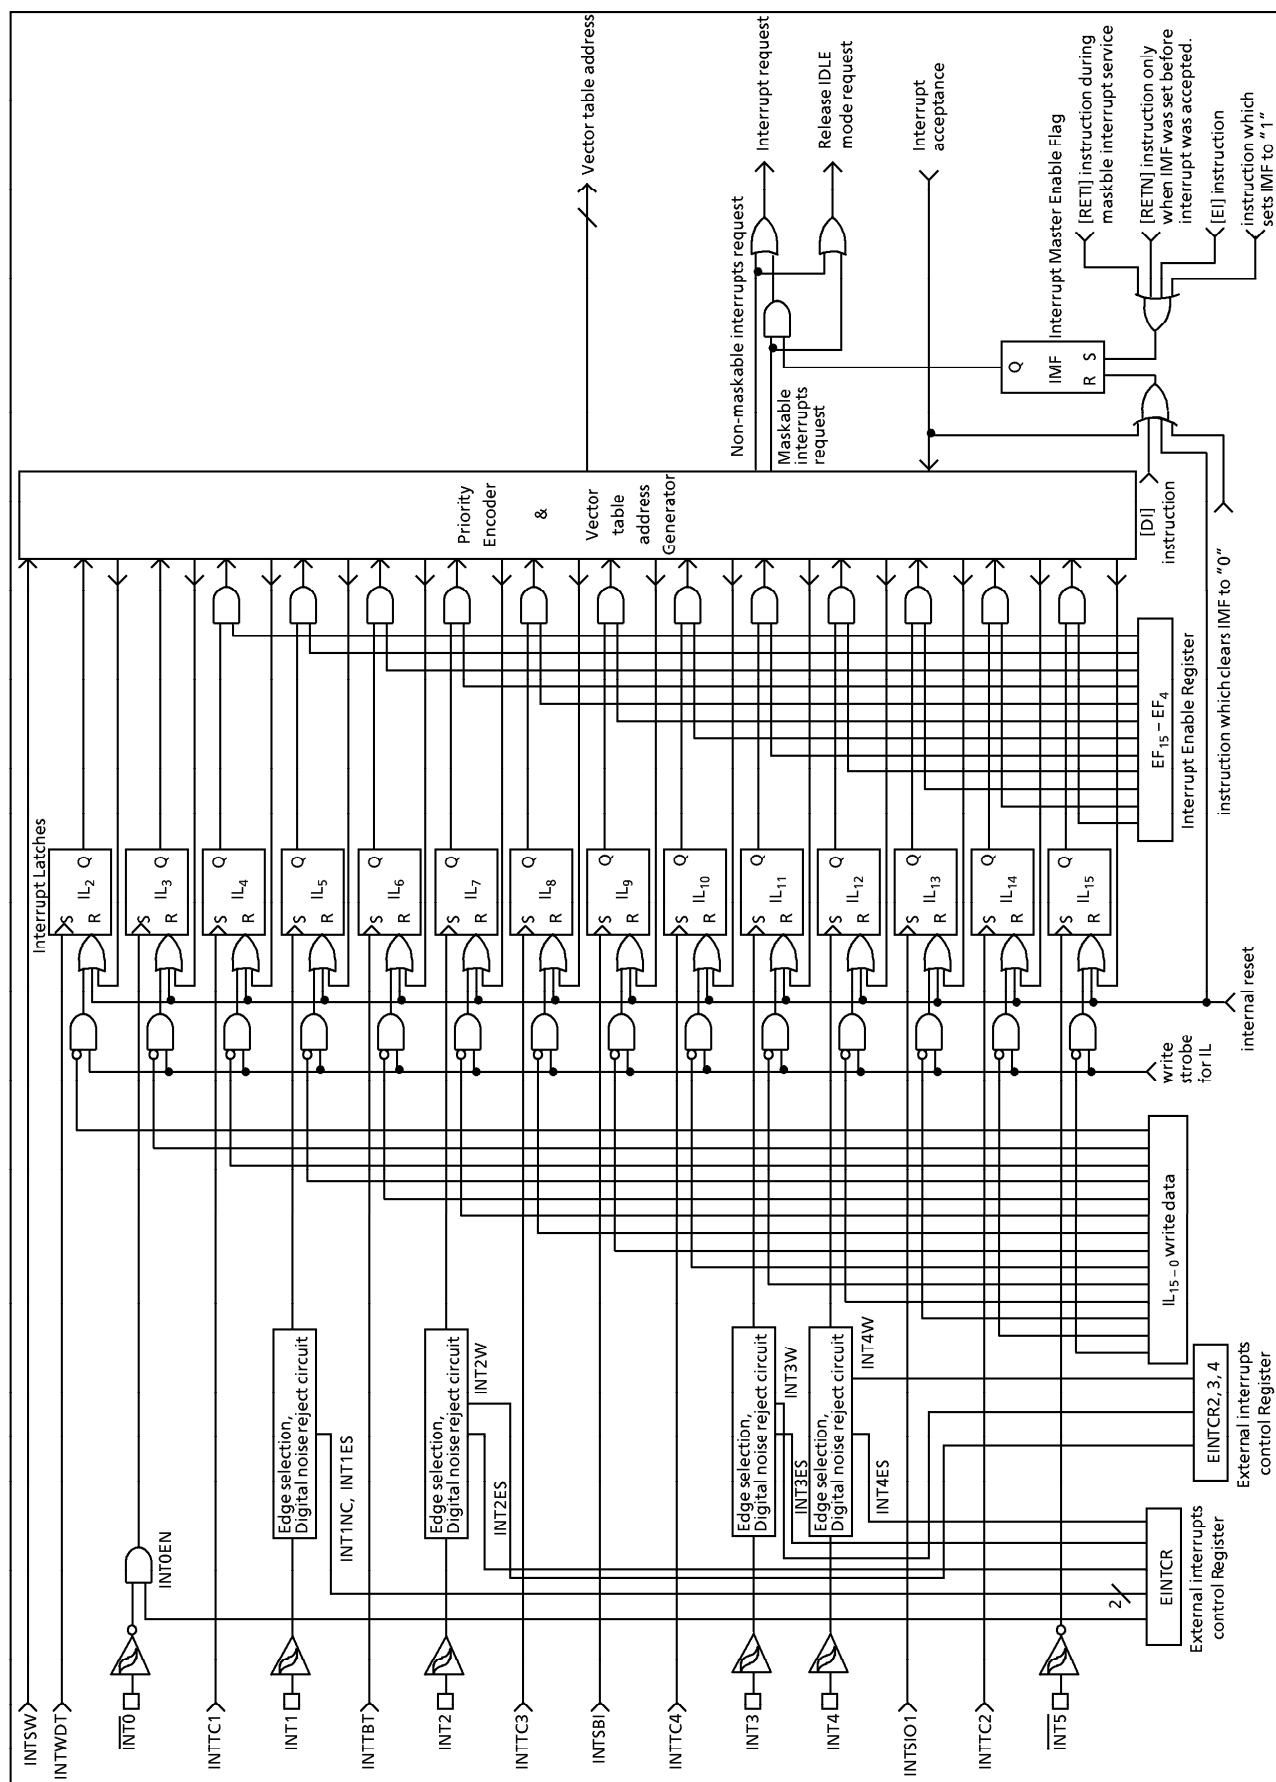 INTSW
INTWDT
INT0
INTTC1
INT1
INTTBT
INT2
INTTC3
INTSBI
INTTC4
INT3
INT4
INTSIO1
INTTC2
INT5
INT0EN
Edge selection,
Digital noise reject circuit
INT1NC, INT1ES
Edge selection,
Digital noise reject circuit
INT2W
INT2ES
Edge selection,
Digital noise reject circuit
INT3W
INT3ES
Edge selection,
Digital noise reject circuit
INT4W
INT4ES
2
EINTCR
External interrupts
control Register
EINTCR2, 3, 4
External interrupts
control Register
IL15 – 0 write data
write
strobe
for IL
internal reset
Interrupt Latches
S
R
IL2
Q
S
R
IL3
Q
S
R
IL4
Q
S
R
IL5
Q
S
R
IL6
Q
S
R
IL7
Q
S
R
IL8
Q
S
R
IL9
Q
S
R
IL10
Q
S
R
IL11
Q
S
R
IL12
Q
S
R
IL13
Q
S
R
IL14
Q
S
R
IL15
Q
EF15 – EF4
Interrupt Enable Register
instruction which clears IMF to "0"
Priority
Encoder
&
Vector
table
address
Generator
[DI]
instruction
Vector table address
Non-maskable interrupts request
Maskable
interrupts
request
Interrupt request
Release IDLE
mode request
Interrupt
acceptance
Q
IMF
R S
Interrupt Master Enable Flag
[RETI] instruction during
maskble interrupt service
[RETN] instruction only
when IMF was set before
interrupt was accepted.
[EI] instruction
instruction which
sets IMF to "1"